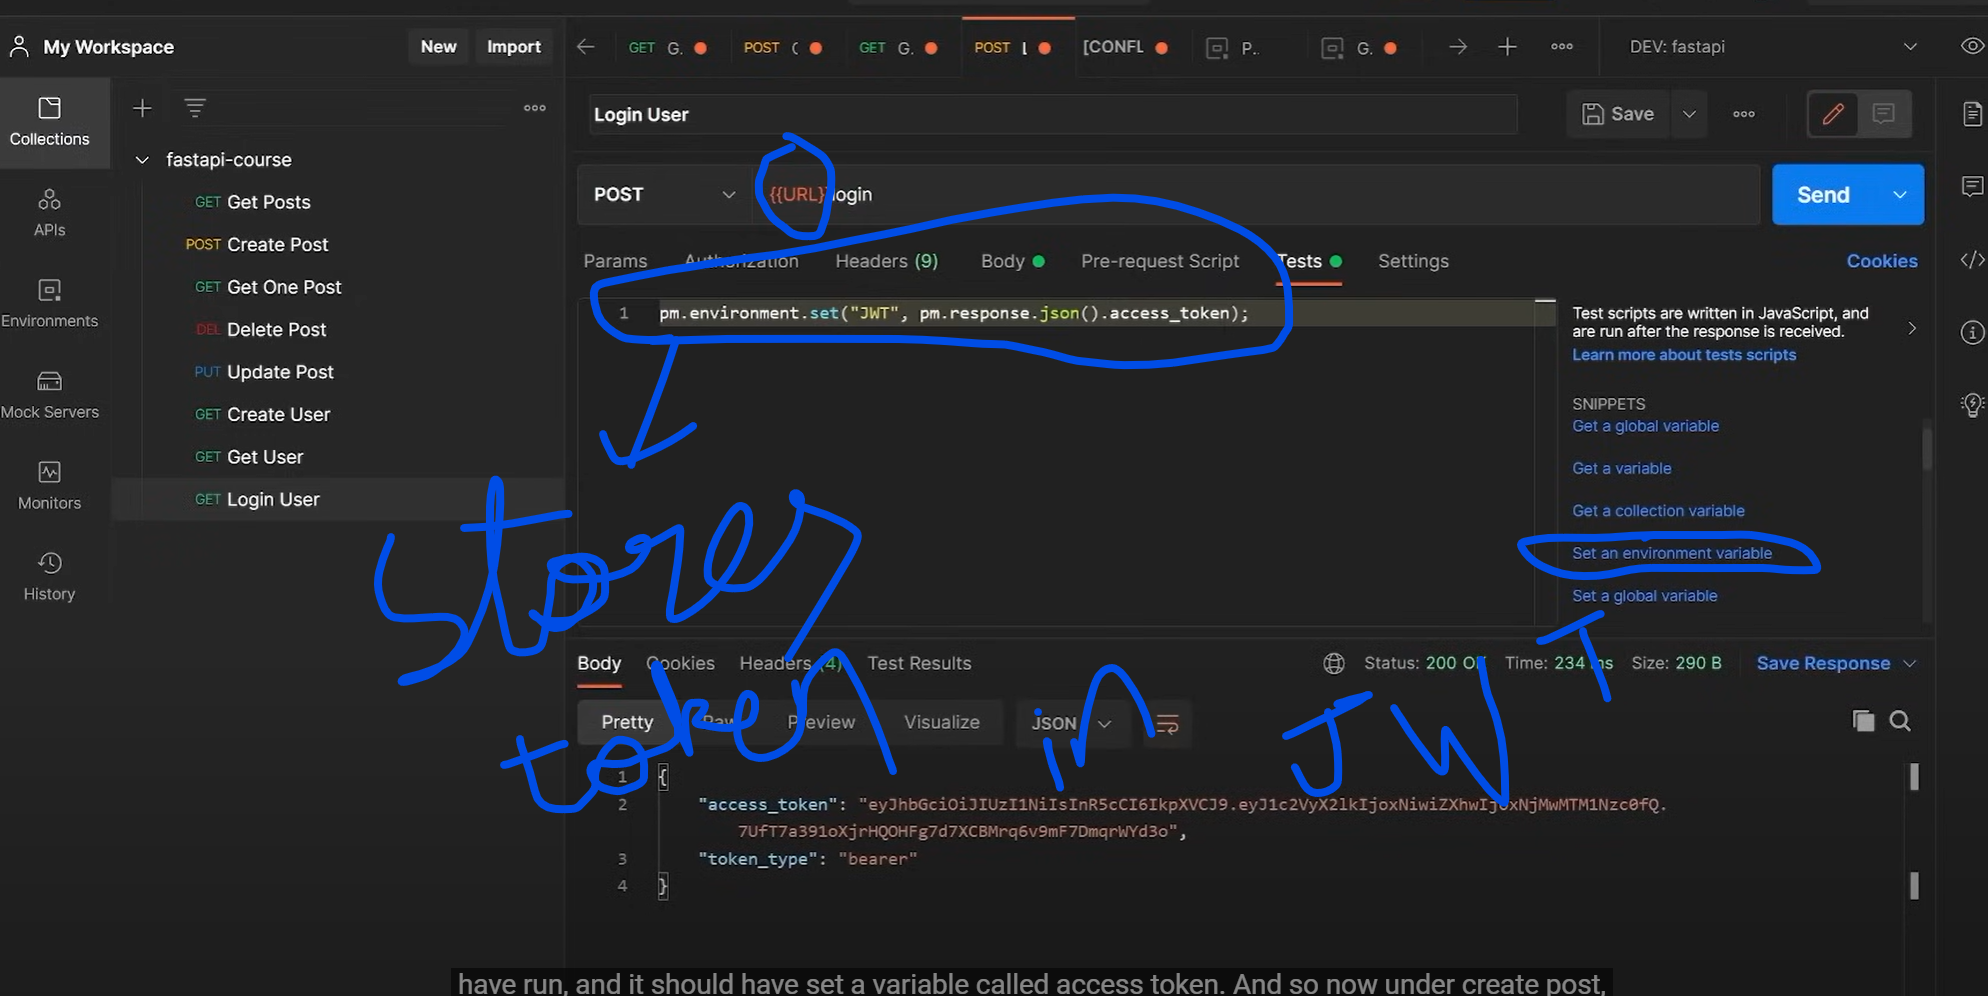 My Workspace
New
Import
GET G.
POST
GET G.
POST
[CONFL
P..
G.
DEV: fastapi
Collections
APIs
Environments
Mock Servers
Monitors
History
fastapi-course
GET Get Posts
POST Create Post
GET Get One Post
DEL Delete Post
PUT Update Post
GET Create User
GET Get User
GET Login User
Login User
Save
POST
{{URL}}login
Send
Params Authorization Headers (9) Body Pre-request Script Tests Settings
Cookies
1 pm.environment.set("JWT", pm.response.json().access_token);
Test scripts are written in JavaScript, and
are run after the response is received.
Learn more about tests scripts
SNIPPETS
Get a global variable
Get a variable
Get a collection variable
Set an environment variable
Set a global variable
stores
token in JWT
Body Cookies Headers (4) Test Results
Status: 200 OK Time: 234 ms Size: 290 B Save Response
Pretty Raw Preview Visualize JSON
1 {
2 "access_token": "eyJhbGciOiJIUzI1NiIsInR5cCI6IkpXVCJ9.eyJ1c2VyX2lkIjoxNiwiZXhwIjoxNjMwMTM1Nzc0fQ.
7UfT7a391oXjrHQOHFg7d7XCBMrq6v9mF7DmqrWYd3o",
3 "token_type": "bearer"
4 }
have run, and it should have set a variable called access token. And so now under create post,